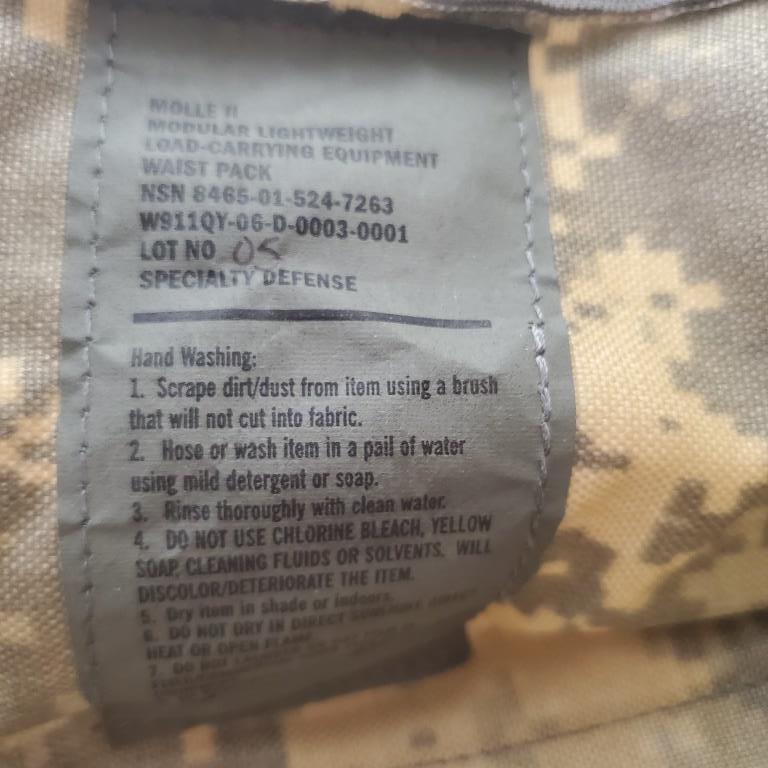 MOLLE II
MODULAR LIGHTWEIGHT
LOAD-CARRYING EQUIPMENT
WAIST PACK
NSN 8465-01-524-7263
W911QY-06-D-0003-0001
LOT NO 05
SPECIALTY DEFENSE
Hand Washing:
1. Scrape dirt/dust from item using a brush
that will not cut into fabric.
2. Hose or wash item in a pail of water
using mild detergent or soap.
3. Rinse thoroughly with clean water.
4. DO NOT USE CHLORINE BLEACH, YELLOW
SOAP, CLEANING FLUIDS OR SOLVENTS. WILL
DISCOLOR/DETERIORATE THE ITEM.
5. Dry item in shade or indoors.
6. DO NOT DRY IN DIRECT SUNLIGHT, DIRECT
HEAT OR OPEN FLAME.
7. DO NOT